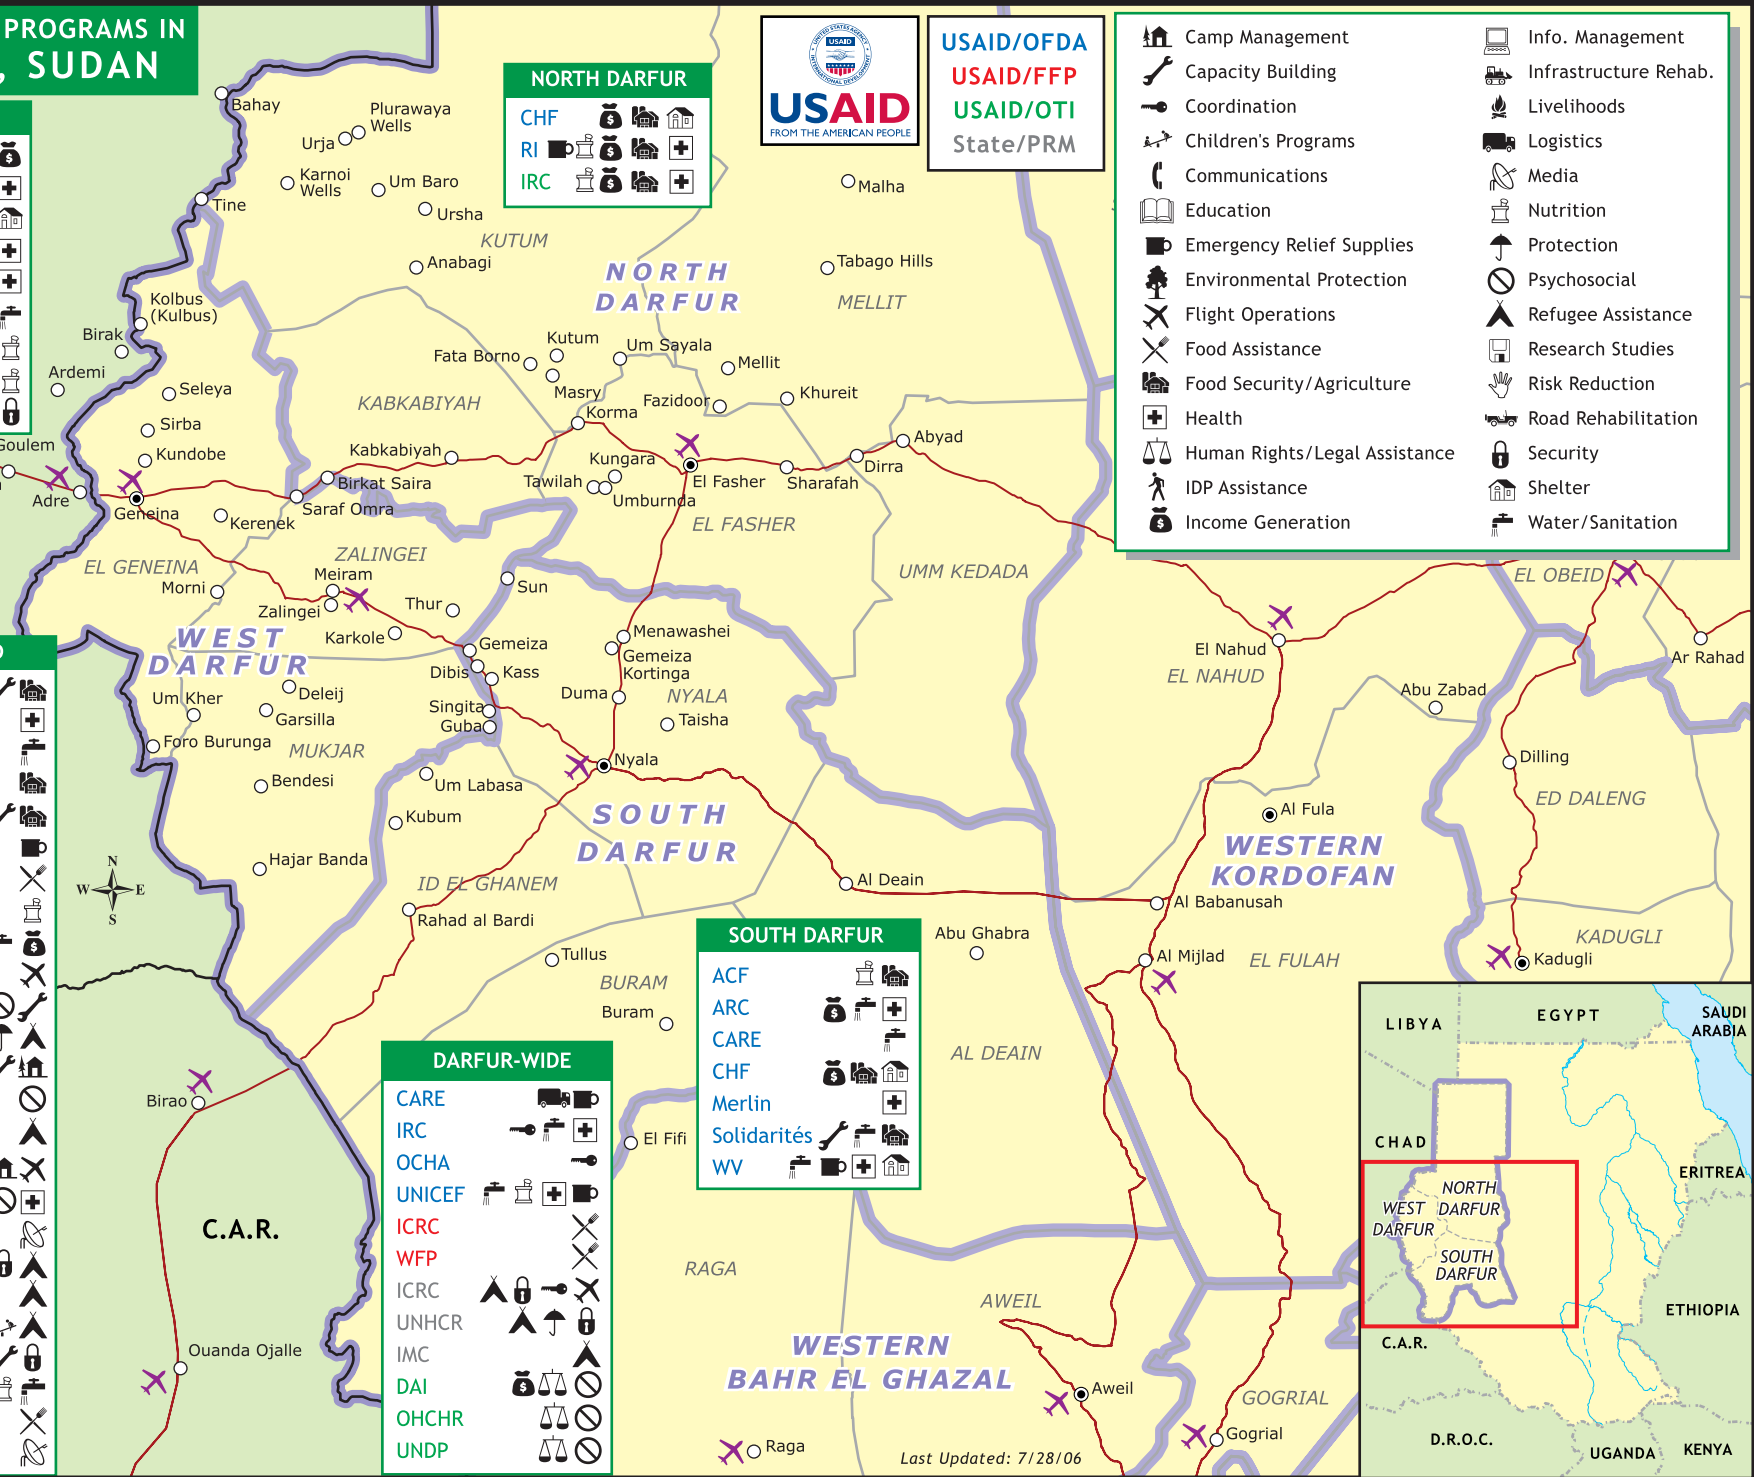 PROGRAMS IN
, SUDAN
NORTH DARFUR
CHF
RI
IRC
UNITED STATES AGENCY
INTERNATIONAL DEVELOPMENT
USAID
USAID
FROM THE AMERICAN PEOPLE
USAID/OFDA
USAID/FFP
USAID/OTI
State/PRM
Camp Management
Capacity Building
Coordination
Children's Programs
Communications
Education
Emergency Relief Supplies
Environmental Protection
Flight Operations
Food Assistance
Food Security/Agriculture
Health
Human Rights/Legal Assistance
IDP Assistance
Income Generation
Info. Management
Infrastructure Rehab.
Livelihoods
Logistics
Media
Nutrition
Protection
Psychosocial
Refugee Assistance
Research Studies
Risk Reduction
Road Rehabilitation
Security
Shelter
Water/Sanitation
Bahay
Plurawaya
Wells
Urja
Karnoi
Wells
Um Baro
Ursha
Tine
KUTUM
Anabagi
Malha
Tabago Hills
NORTH
DARFUR
MELLIT
Kolbus
(Kulbus)
Birak
Ardemi
Seleya
Sirba
Kundobe
Goulem
Adre
Geneina
Kerenek
Kutum
Fata Borno
Masry
Um Sayala
Mellit
Fazidoor
Khureit
KABKABIYAH
Korma
Kabkabiyah
Birkat Saira
Saraf Omra
Kungara
Tawilah
Umburnda
El Fasher
Sharafah
Dirra
Abyad
EL FASHER
UMM KEDADA
EL GENEINA
ZALINGEI
Morni
Meiram
Zalingei
Thur
Karkole
Sun
WEST
DARFUR
Gemeiza
Dibis
Kass
Menawashei
Gemeiza
Kortinga
Duma
NYALA
Taisha
Singita
Guba
Um Kher
Deleij
Garsilla
Foro Burunga
MUKJAR
Bendesi
Um Labasa
Nyala
Kubum
Hajar Banda
SOUTH
DARFUR
ID EL GHANEM
Rahad al Bardi
Al Deain
Tullus
BURAM
Buram
Abu Ghabra
AL DEAIN
EL OBEID
El Nahud
EL NAHUD
Ar Rahad
Abu Zabad
Dilling
ED DALENG
Al Fula
WESTERN
KORDOFAN
Al Babanusah
Al Mijlad
EL FULAH
KADUGLI
Kadugli
N
W
E
S
Birao
C.A.R.
Ouanda Ojalle
DARFUR-WIDE
CARE
IRC
OCHA
UNICEF
ICRC
WFP
ICRC
UNHCR
IMC
DAI
OHCHR
UNDP
El Fifi
SOUTH DARFUR
ACF
ARC
CARE
CHF
Merlin
Solidarités
WV
RAGA
AWEIL
WESTERN
BAHR EL GHAZAL
Aweil
GOGRIAL
Gogrial
Raga
Last Updated: 7/28/06
LIBYA
EGYPT
SAUDI
ARABIA
CHAD
ERITREA
NORTH
DARFUR
WEST
DARFUR
SOUTH
DARFUR
ETHIOPIA
C.A.R.
D.R.O.C.
UGANDA
KENYA